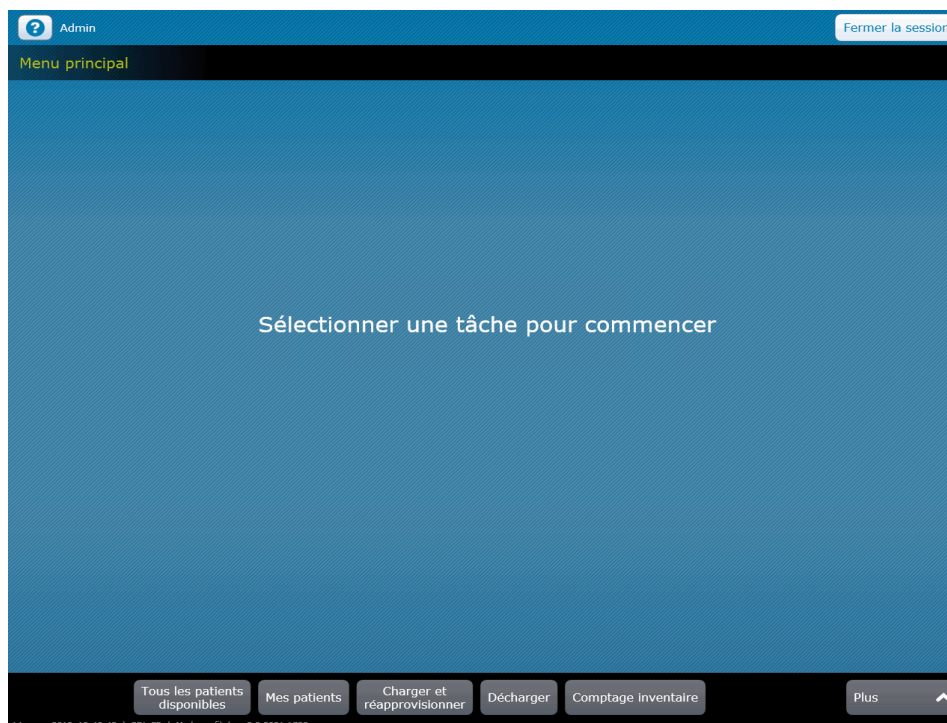 ?
Admin
Fermer la session
Menu principal
Sélectionner une tâche pour commencer
Tous les patients
disponibles
Mes patients
Charger et
réapprovisionner
Décharger
Comptage inventaire
Plus